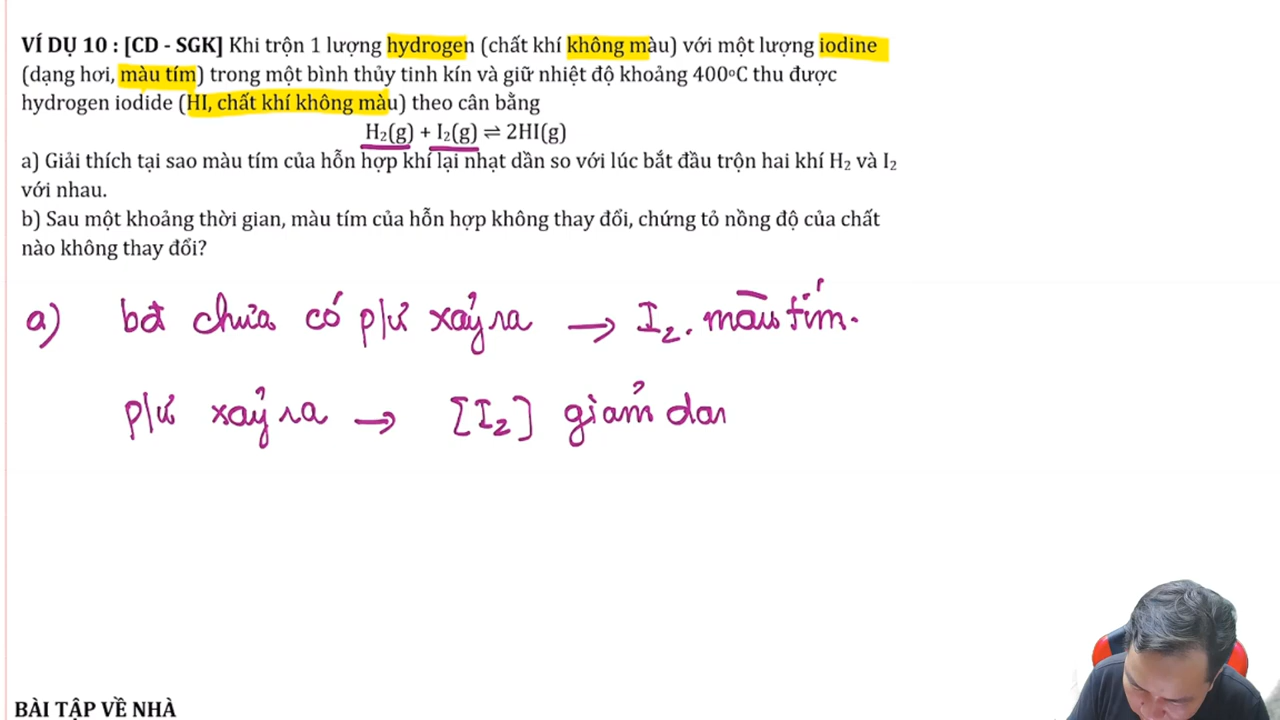 VÍ DỤ 10 : [CD - SGK] Khi trộn 1 lượng hydrogen (chất khí không màu) với một lượng iodine
(dạng hơi, màu tím) trong một bình thủy tinh kín và giữ nhiệt độ khoảng 400°C thu được
hydrogen iodide (HI, chất khí không màu) theo cân bằng
H₂(g) + I₂(g) ⇌ 2HI(g)
a) Giải thích tại sao màu tím của hỗn hợp khí lại nhạt dần so với lúc bắt đầu trộn hai khí H₂ và I₂
với nhau.
b) Sau một khoảng thời gian, màu tím của hỗn hợp không thay đổi, chứng tỏ nồng độ của chất
nào không thay đổi?
a) bđ chưa có p/ư xảy ra → I₂. màu tím.
p/ư xảy ra → [I₂] giảm dan
BÀI TẬP VỀ NHÀ